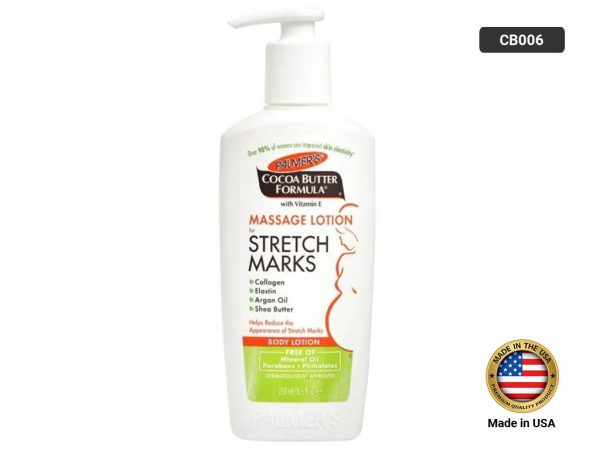 CB006
Over 98% of women saw improved skin elasticity*
PALMER'S®
COCOA BUTTER
FORMULA®
with Vitamin E
MASSAGE LOTION
for
STRETCH
MARKS
Collagen
Elastin
Argan Oil
Shea Butter
Helps Reduce the
Appearance of Stretch Marks
BODY LOTION
FREE OF
Mineral Oil
Parabens • Phthalates
DERMATOLOGIST APPROVED
250 ml/8.5 fl oz e
PALMER'S
MADE IN THE USA
PREMIUM QUALITY PRODUCT
Made in USA